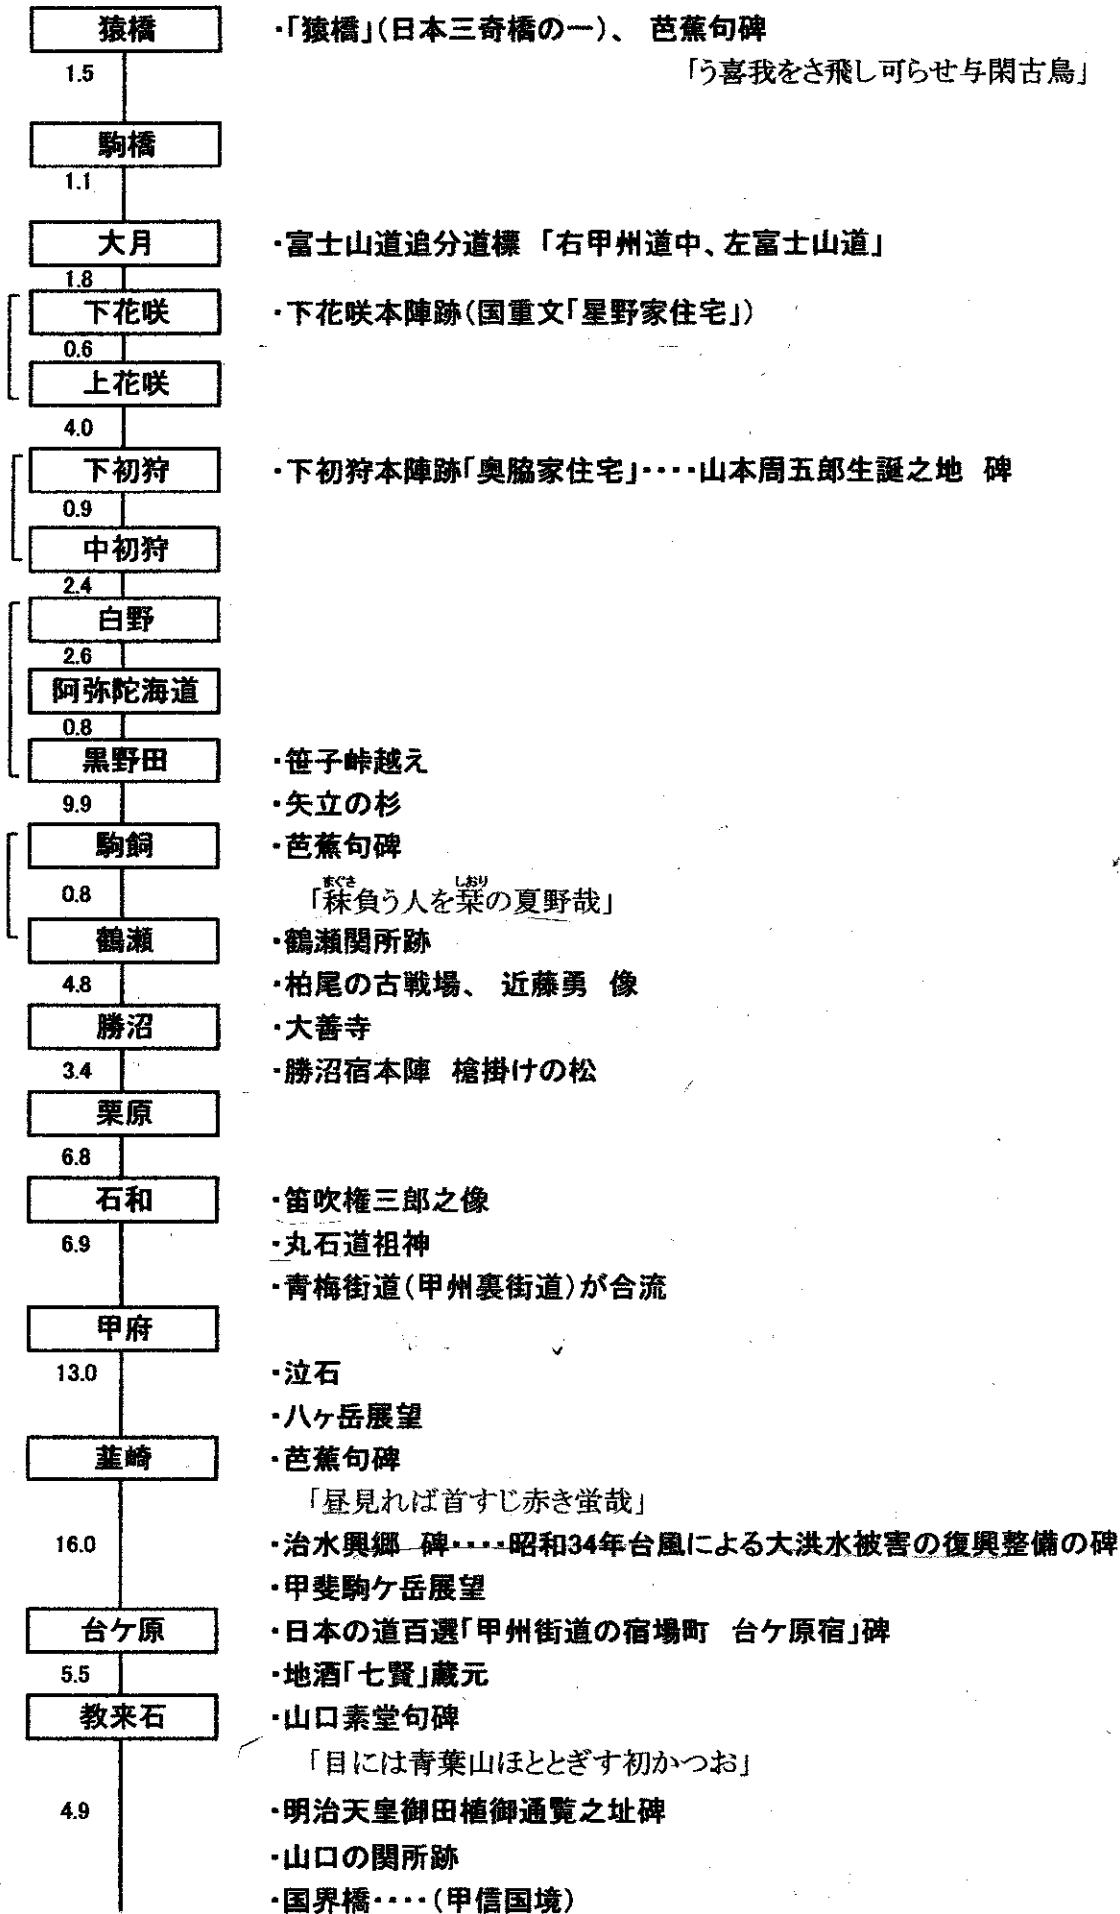 猿橋 ・「猿橋」(日本三奇橋の一)、 芭蕉句碑
1.5 「う喜我をさ飛し可らせ与閑古鳥」
駒橋
1.1
大月 ・富士山道追分道標 「右甲州道中、左富士山道」
1.8
下花咲 ・下花咲本陣跡(国重文「星野家住宅」)
0.6
上花咲
4.0
下初狩 ・下初狩本陣跡「奥脇家住宅」・・・・山本周五郎生誕之地 碑
0.9
中初狩
2.4
白野
2.6
阿弥陀海道
0.8
黒野田 ・笹子峠越え
9.9 ・矢立の杉
駒飼 ・芭蕉句碑
まぐさ しおり
0.8 「秣負う人を栞の夏野哉」
鶴瀬 ・鶴瀬関所跡
4.8 ・柏尾の古戦場、 近藤勇 像
勝沼 ・大善寺
3.4 ・勝沼宿本陣 槍掛けの松
栗原
6.8
石和 ・笛吹権三郎之像
6.9 ・丸石道祖神
・青梅街道(甲州裏街道)が合流
甲府
13.0 ・泣石
・八ヶ岳展望
韮崎 ・芭蕉句碑
「昼見れば首すじ赤き蛍哉」
16.0 ・治水興郷 碑・・・・昭和34年台風による大洪水被害の復興整備の碑
・甲斐駒ケ岳展望
台ケ原 ・日本の道百選「甲州街道の宿場町 台ケ原宿」碑
5.5 ・地酒「七賢」蔵元
教来石 ・山口素堂句碑
「目には青葉山ほととぎす初かつお」
4.9 ・明治天皇御田植御通覧之址碑
・山口の関所跡
・国界橋・・・・(甲信国境)